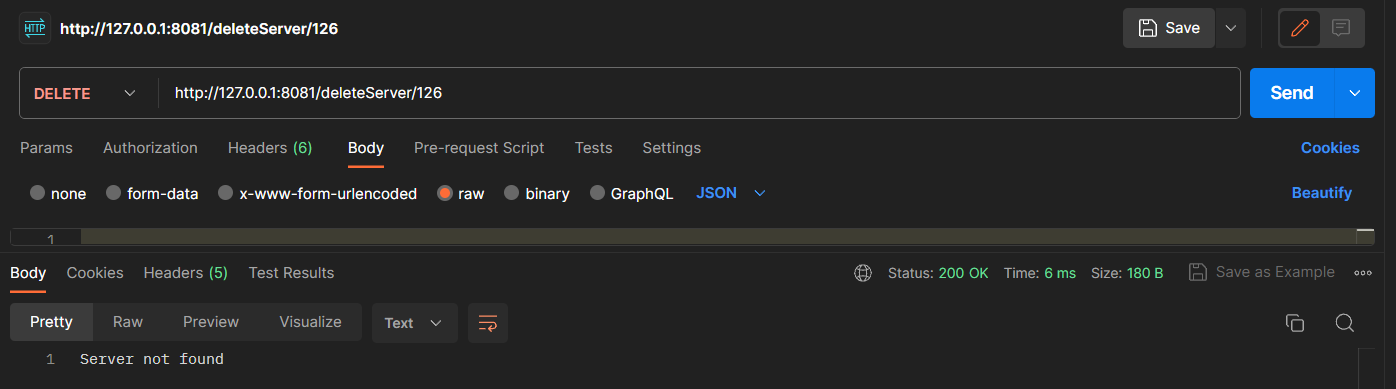 HTTP http://127.0.0.1:8081/deleteServer/126 Save
DELETE http://127.0.0.1:8081/deleteServer/126 Send
Params Authorization Headers (6) Body Pre-request Script Tests Settings Cookies
none form-data x-www-form-urlencoded raw binary GraphQL JSON Beautify
1
Body Cookies Headers (5) Test Results Status: 200 OK Time: 6 ms Size: 180 B Save as Example
Pretty Raw Preview Visualize Text
1 Server not found